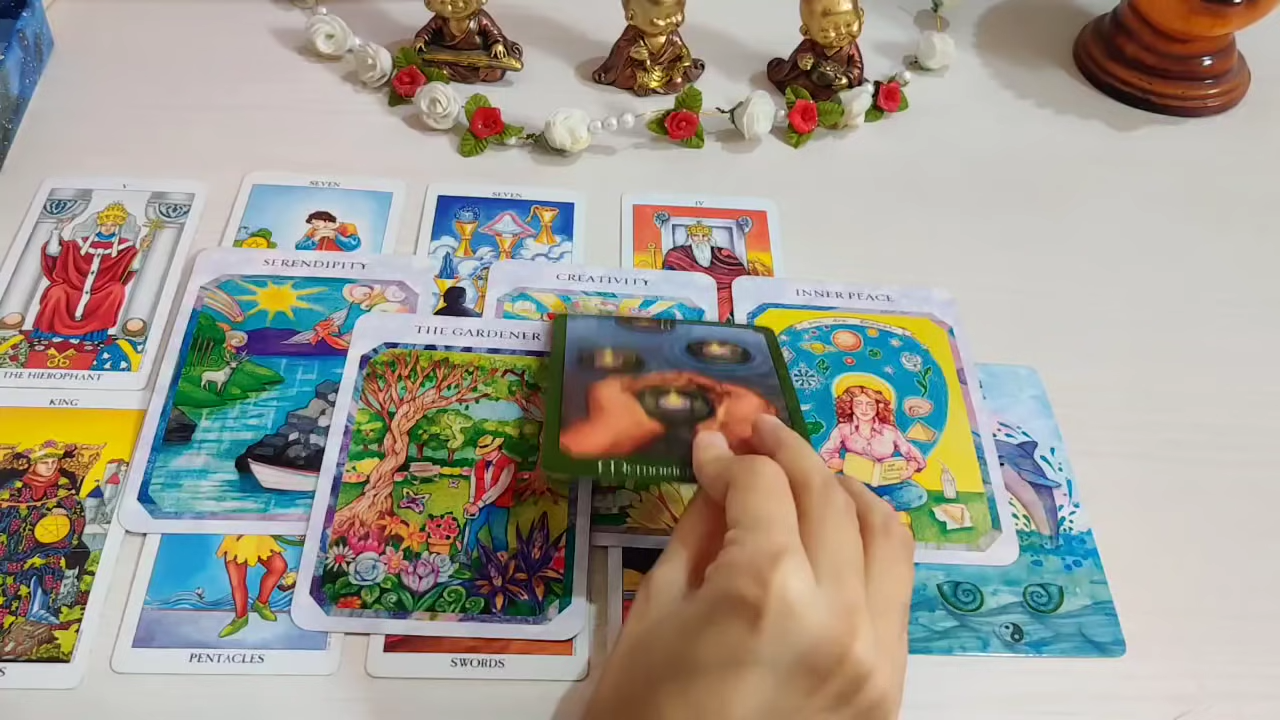 V
SEVEN
SEVEN
IV
SERENDIPITY
CREATIVITY
INNER PEACE
THE GARDENER
THE HIEROPHANT
KING
PENTACLES
SWORDS
S